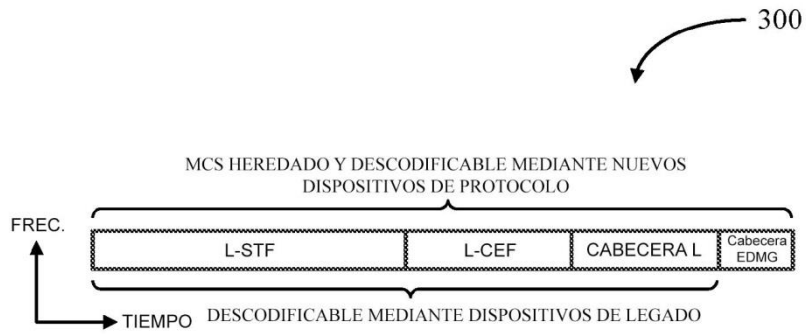 300
MCS HEREDADO Y DESCODIFICABLE MEDIANTE NUEVOS
DISPOSITIVOS DE PROTOCOLO
FREC.
L-STF
L-CEF
CABECERA L
Cabecera
EDMG
TIEMPO
DESCODIFICABLE MEDIANTE DISPOSITIVOS DE LEGADO